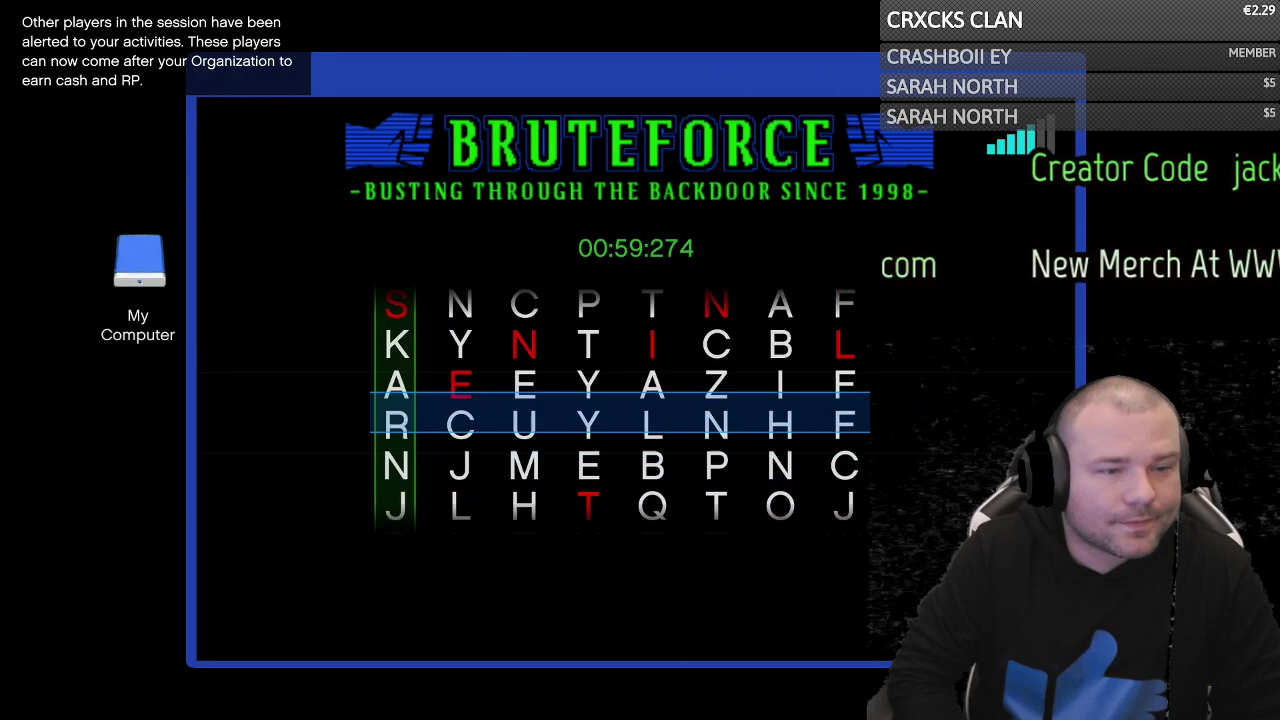 Other players in the session have been
alerted to your activities. These players
can now come after your Organization to
earn cash and RP.
CRXCKS CLAN €2.29
CRASHBOII EY MEMBER
SARAH NORTH $5
SARAH NORTH $5
BRUTEFORCE
-BUSTING THROUGH THE BACKDOOR SINCE 1998-
Creator Code jack
com New Merch At WW
00:59:274
My
Computer
S N C P T N A F
K Y N T I C B L
A E E Y A Z I F
R C U Y L N H F
N J M E B P N C
J L H T Q T O J